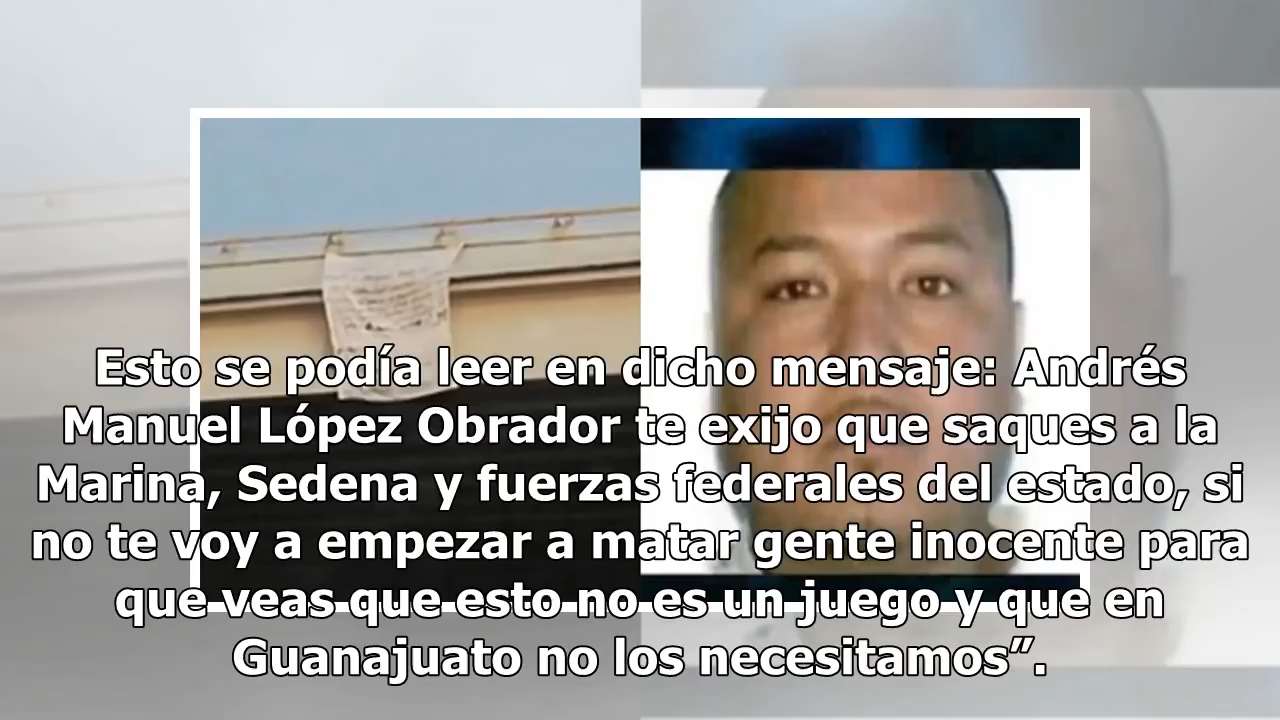 Esto se podía leer en dicho mensaje: Andrés
Manuel López Obrador te exijo que saques a la
Marina, Sedena y fuerzas federales del estado, si
no te voy a empezar a matar gente inocente para
que veas que esto no es un juego y que en
Guanajuato no los necesitamos”.